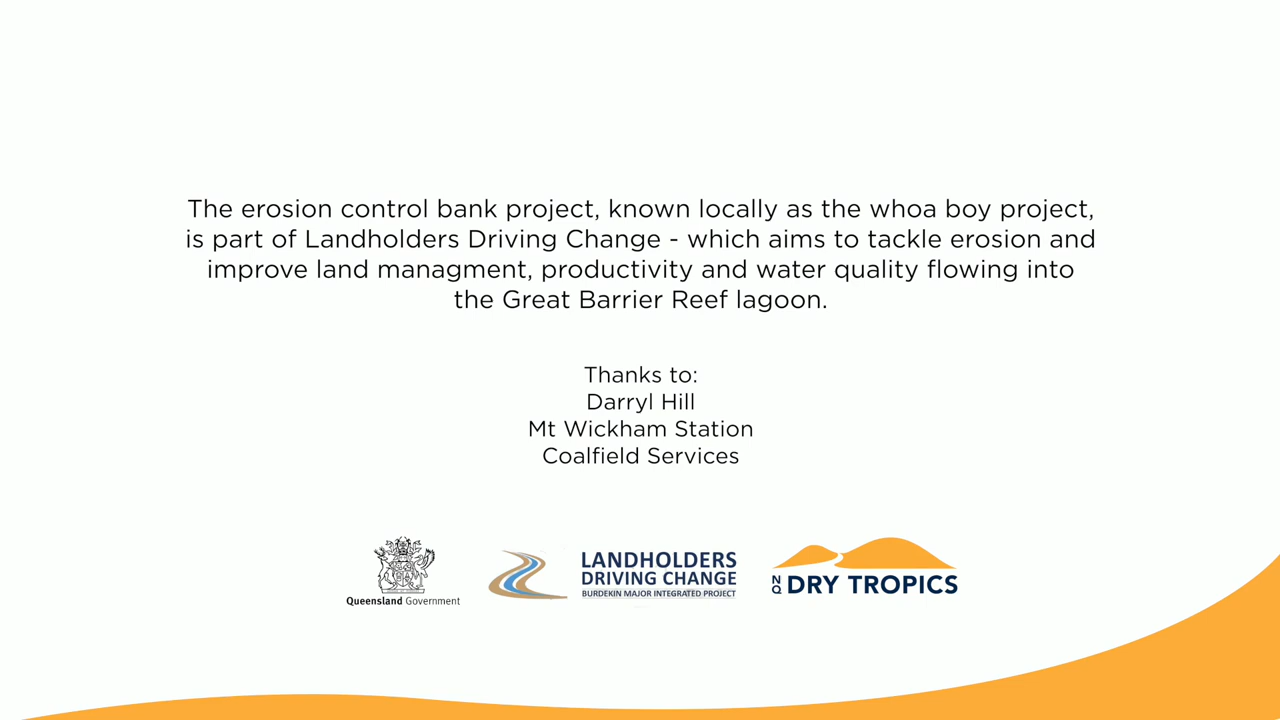 The erosion control bank project, known locally as the whoa boy project,
is part of Landholders Driving Change - which aims to tackle erosion and
improve land managment, productivity and water quality flowing into
the Great Barrier Reef lagoon.
Thanks to:
Darryl Hill
Mt Wickham Station
Coalfield Services
Queensland Government
LANDHOLDERS
DRIVING CHANGE
BURDEKIN MAJOR INTEGRATED PROJECT
NQ DRY TROPICS